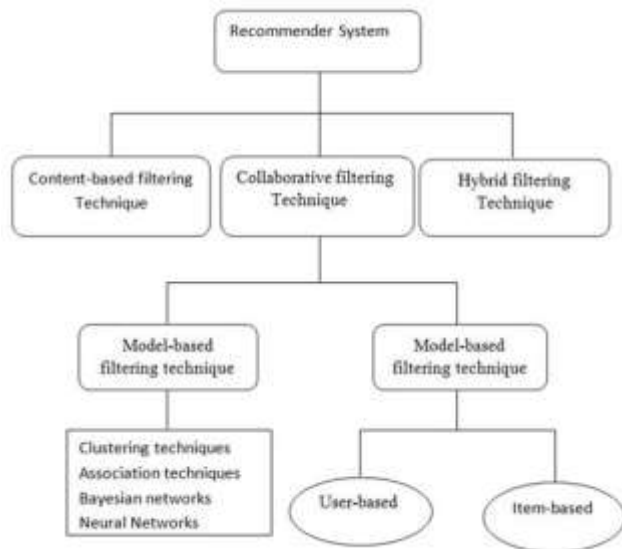 Recommender System
Content-based filtering
Technique
Collaborative filtering
Technique
Hybrid filtering
Technique
Model-based
filtering technique
Model-based
filtering technique
Clustering techniques
Association techniques
Bayesian networks
Neural Networks
User-based
Item-based